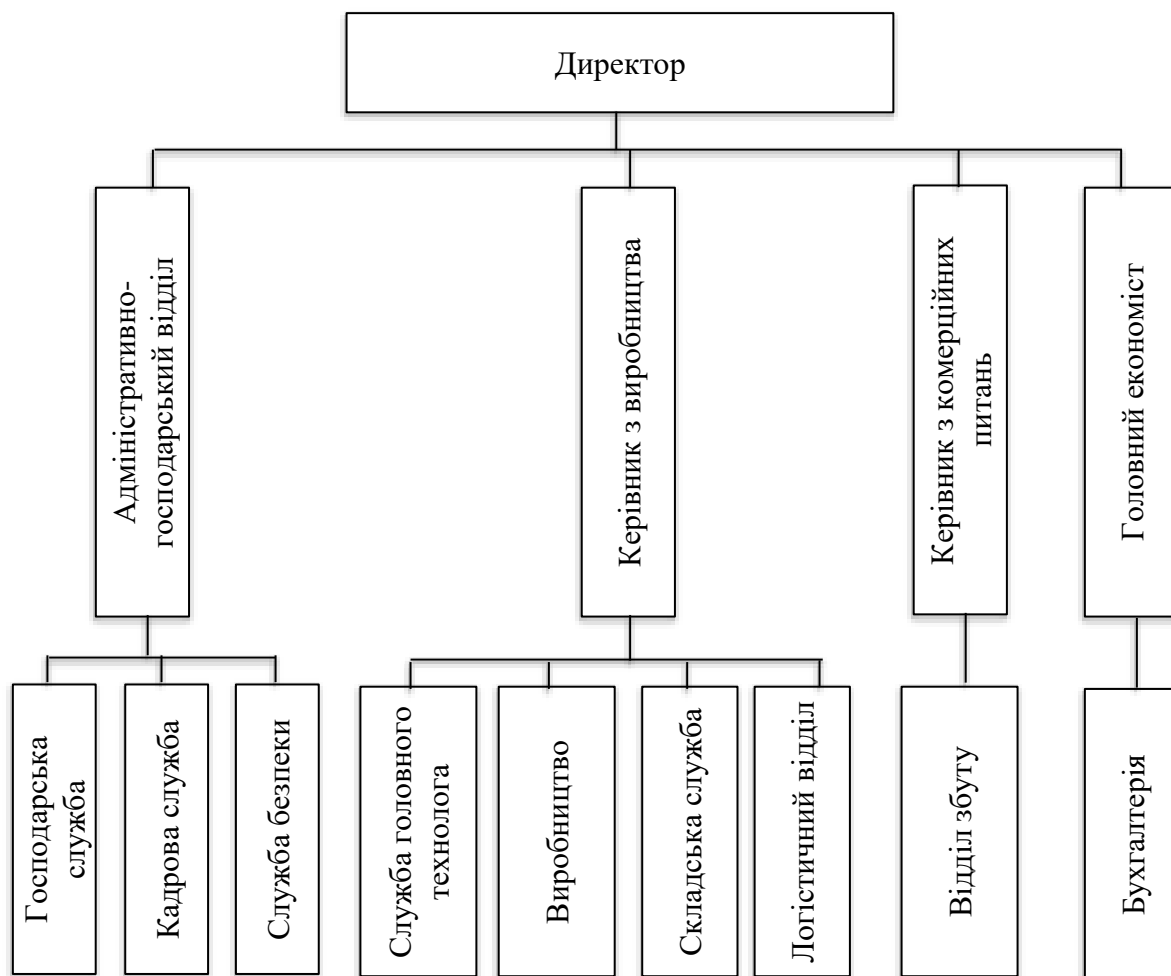 Директор
Адміністративно-
господарський відділ
Керівник з виробництва
Керівник з комерційних
питань
Головний економіст
Господарська
служба
Кадрова служба
Служба безпеки
Служба головного
технолога
Виробництво
Складська служба
Логістичний відділ
Відділ збуту
Бухгалтерія